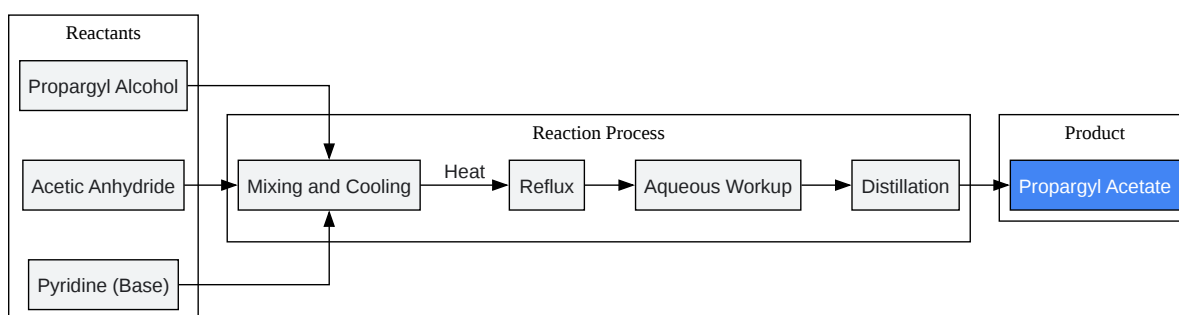 Reactants
Propargyl Alcohol
Acetic Anhydride
Pyridine (Base)
Reaction Process
Mixing and Cooling
Heat
Reflux
Aqueous Workup
Distillation
Product
Propargyl Acetate